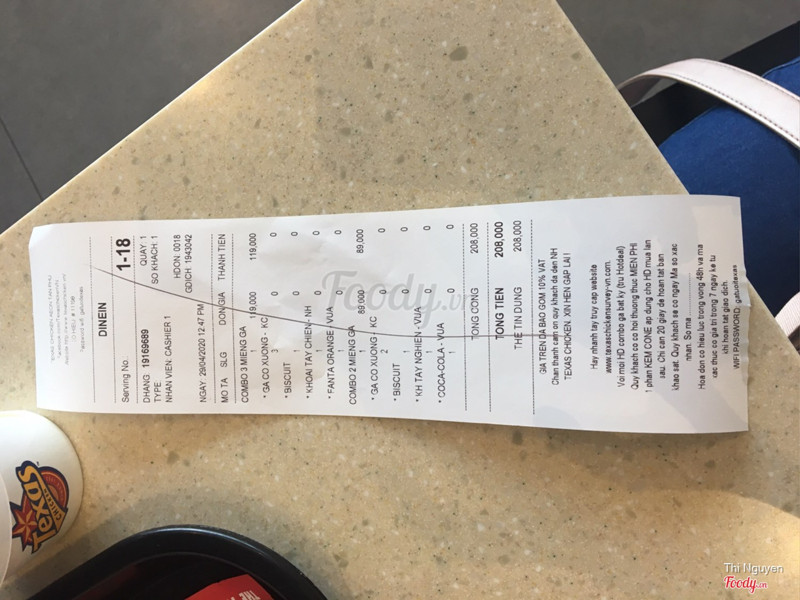 DINEIN
Serving No. 1-18
DHANG 19169689 QUAY: 1
TYPE SO KHACH: 1
NHAN VIEN: CASHIER 1
HDON: 0018
GDICH: 1943042
NGAY: 29/04/2020 12:47 PM
MO TA SLG DON GIA THANH TIEN
COMBO 3 MIENG GA 119,000 119,000
* GA CO XUONG - KC 0 0
3
* BISCUIT 0 0
1
* KHOAI TAY CHIEN - NH 0 0
1
* FANTA ORANGE - VUA 0 0
1
COMBO 2 MIENG GA 89,000 89,000
1
* GA CO XUONG - KC 0 0
2
* BISCUIT 0 0
1
* KH TAY NGHIEN - VUA 0 0
1
* COCA-COLA - VUA 0 0
1
TONG CONG 208,000
TONG TIEN 208,000
THE TIN DUNG 208,000
GIA TREN DA BAO GOM 10% VAT
Chan thanh cam on quy khach da den NH
TEXAS CHICKEN. XIN HEN GAP LAI !
Hay nhanh tay truy cap website
www.texaschickensurvey-vn.com.
Voi moi HD combo ga bat ky (tru Hotdeal)
Quy khach co co hoi thuong thuc MIEN PHI
1 phan KEM CONE ap dung cho HD mua lan
sau. Chi can 20 giay de hoan tat ban
khao sat. Quy khach se co ngay Ma so xac
nhan. So ma
Hoa don co hieu luc trong vong 48h va ma
xac thuc co gia tri trong 7 ngay ke tu
khi hoan tat giao dich.
WIFI PASSWORD: gatuoitexas
Texas
CHICKEN
Foody.vn
Thi Nguyen
Foody.vn